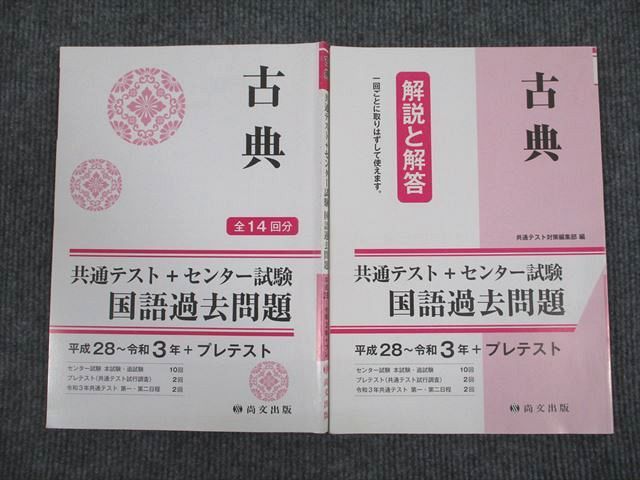 古典
全14回分
共通テスト+センター試験
国語過去問題
平成28~令和3年+プレテスト
センター試験 本試験・追試験 10回
プレテスト(共通テスト試行調査) 2回
令和3年共通テスト 第一・第二日程 2回
尚文出版
古典
解説と解答
一回ごとに取りはずして使えます。
共通テスト対策編集部 編
共通テスト+センター試験
国語過去問題
平成28~令和3年+プレテスト
センター試験 本試験・追試験 10回
プレテスト(共通テスト試行調査) 2回
令和3年共通テスト 第一・第二日程 2回
尚文出版